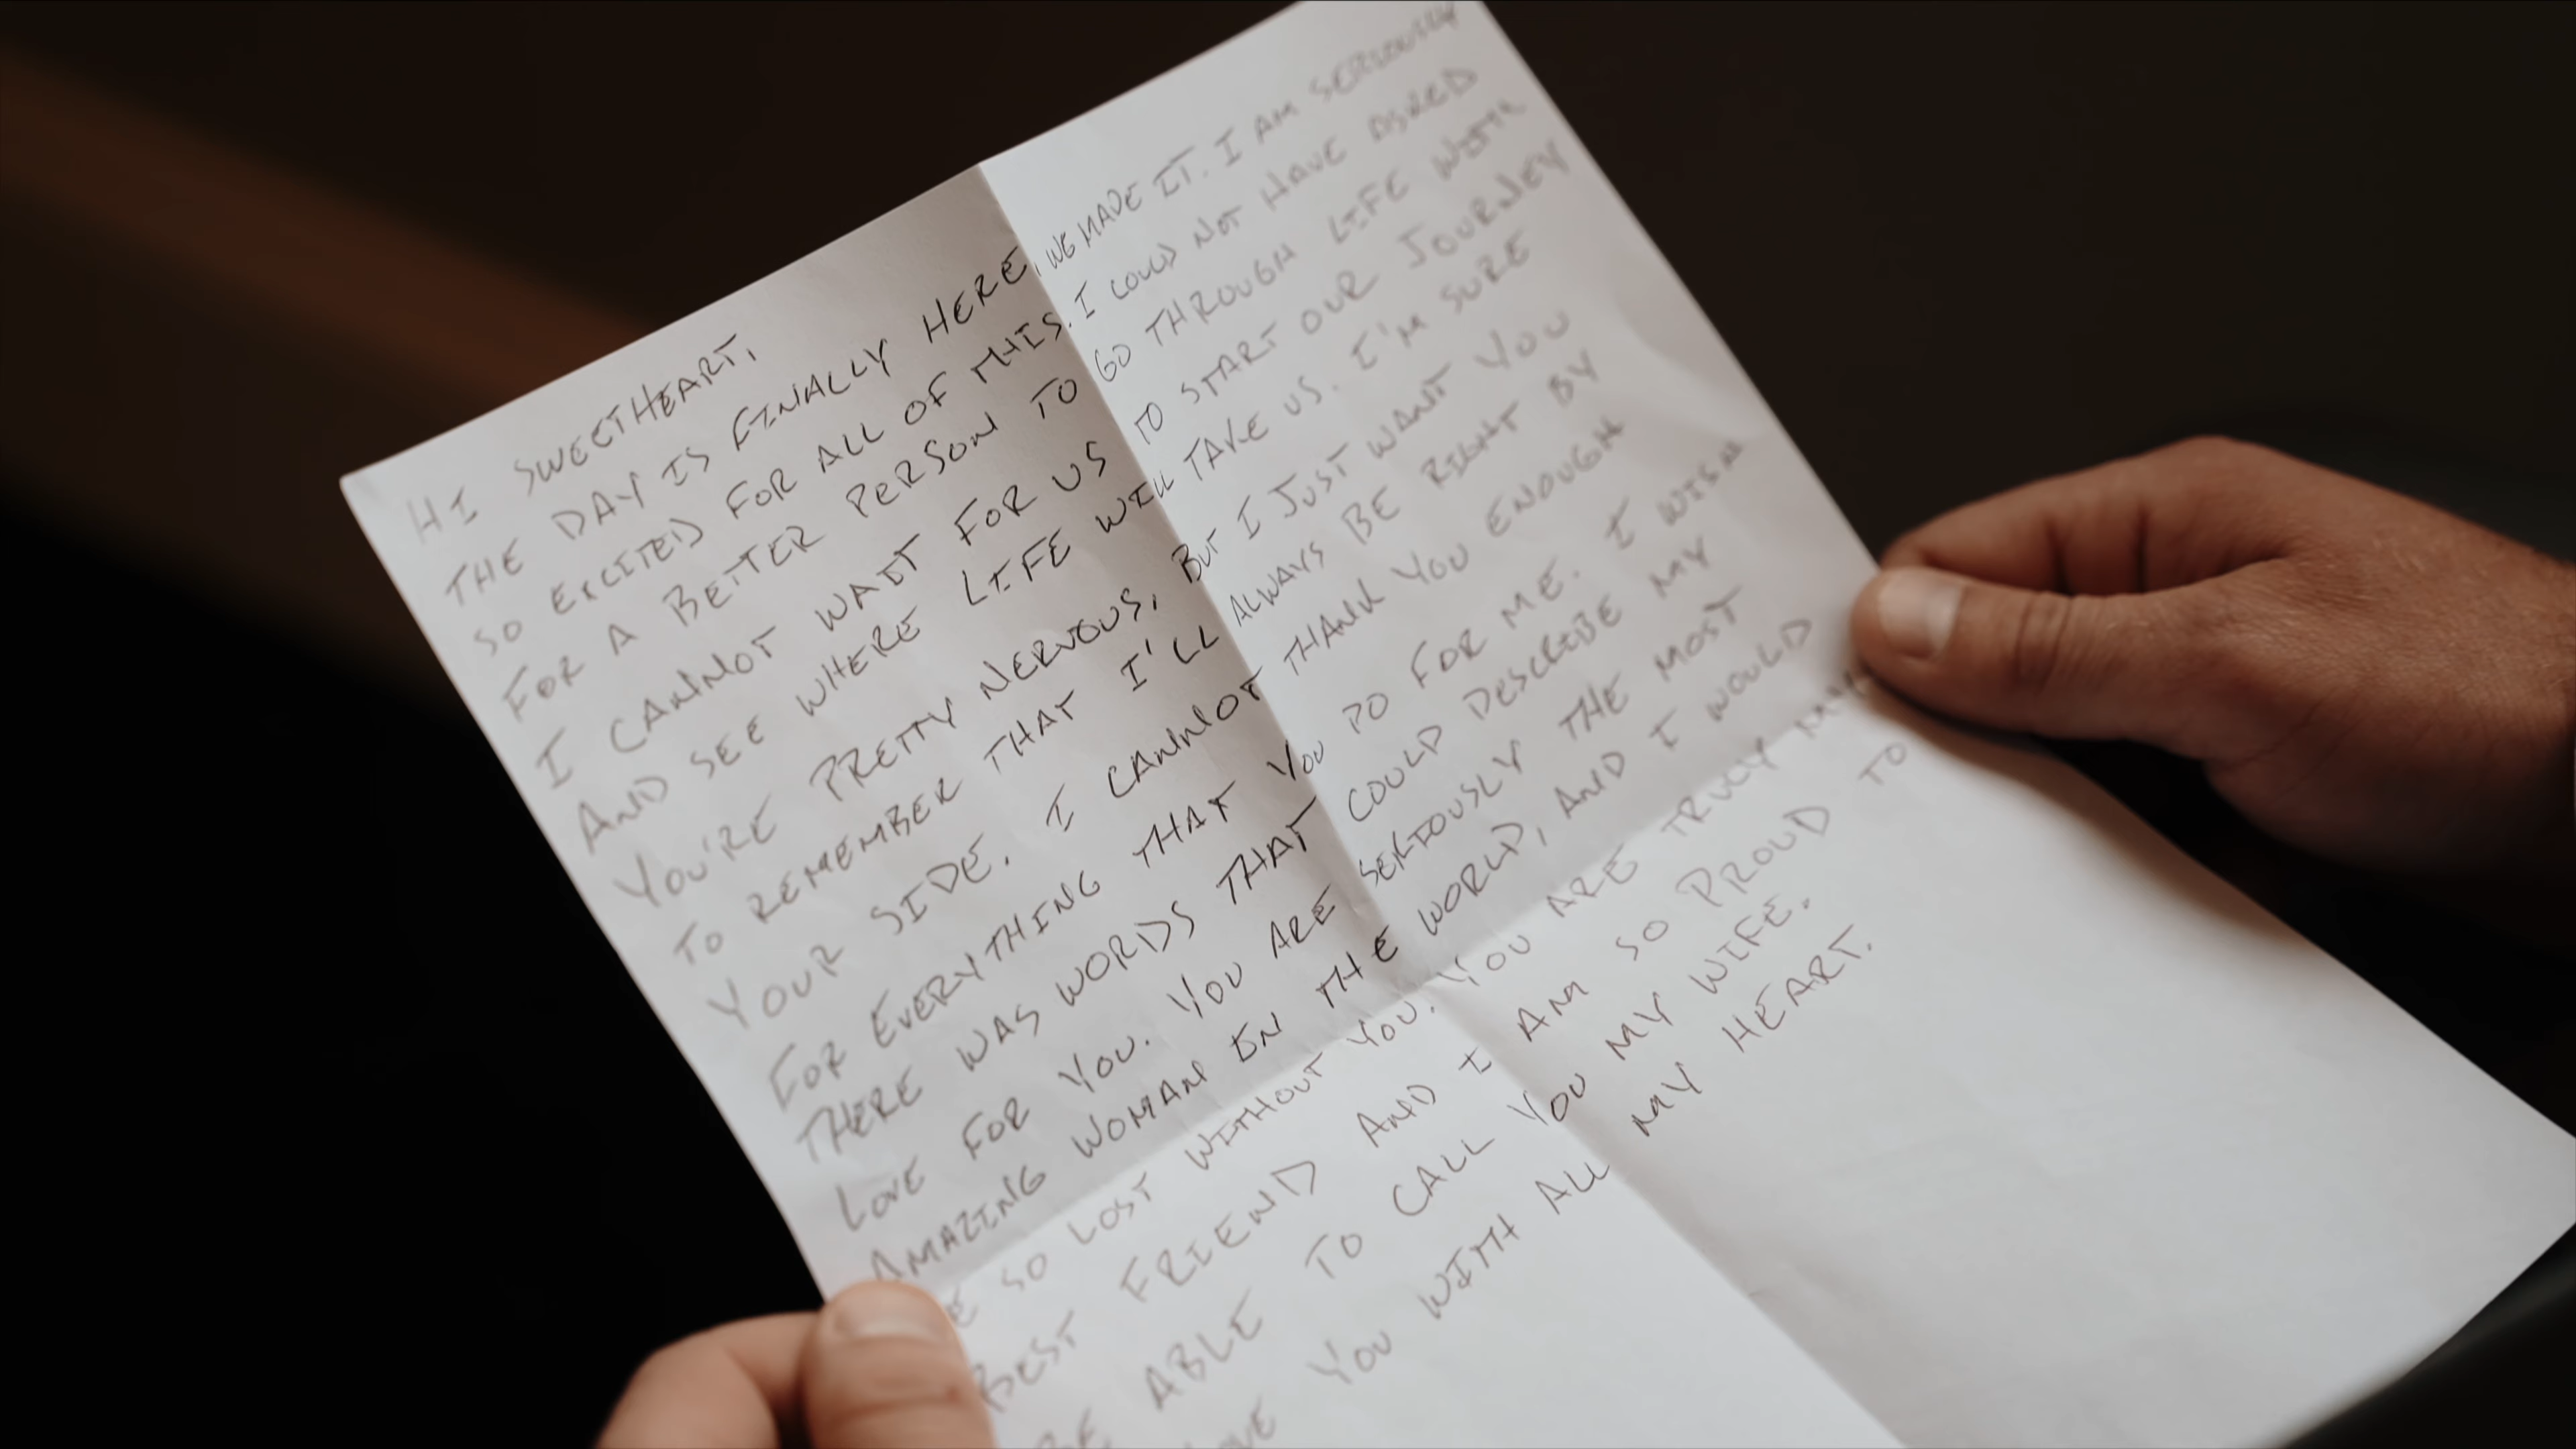 HI SWEETHEART,
THE DAY IS FINALLY HERE, WE MADE IT. I AM SERIOUSLY
SO EXCITED FOR ALL OF THIS. I COULD NOT HAVE ASKED
FOR A BETTER PERSON TO GO THROUGH LIFE WITH
I CANNOT WAIT FOR US TO START OUR JOURNEY
AND SEE WHERE LIFE WILL TAKE US. I'M SURE
YOU'RE PRETTY NERVOUS, BUT I JUST WANT YOU
TO REMEMBER THAT I'LL ALWAYS BE RIGHT BY
YOUR SIDE. I CANNOT THANK YOU ENOUGH
FOR EVERYTHING THAT YOU DO FOR ME. I WISH
THERE WAS WORDS THAT COULD DESCRIBE MY
LOVE FOR YOU. YOU ARE SERIOUSLY THE MOST
AMAZING WOMAN IN THE WORLD, AND I WOULD
SO LOST WITHOUT YOU. YOU ARE TRULY MY
BEST FRIEND AND I AM SO PROUD TO
BE ABLE TO CALL YOU MY WIFE.
YOU WITH ALL MY HEART.